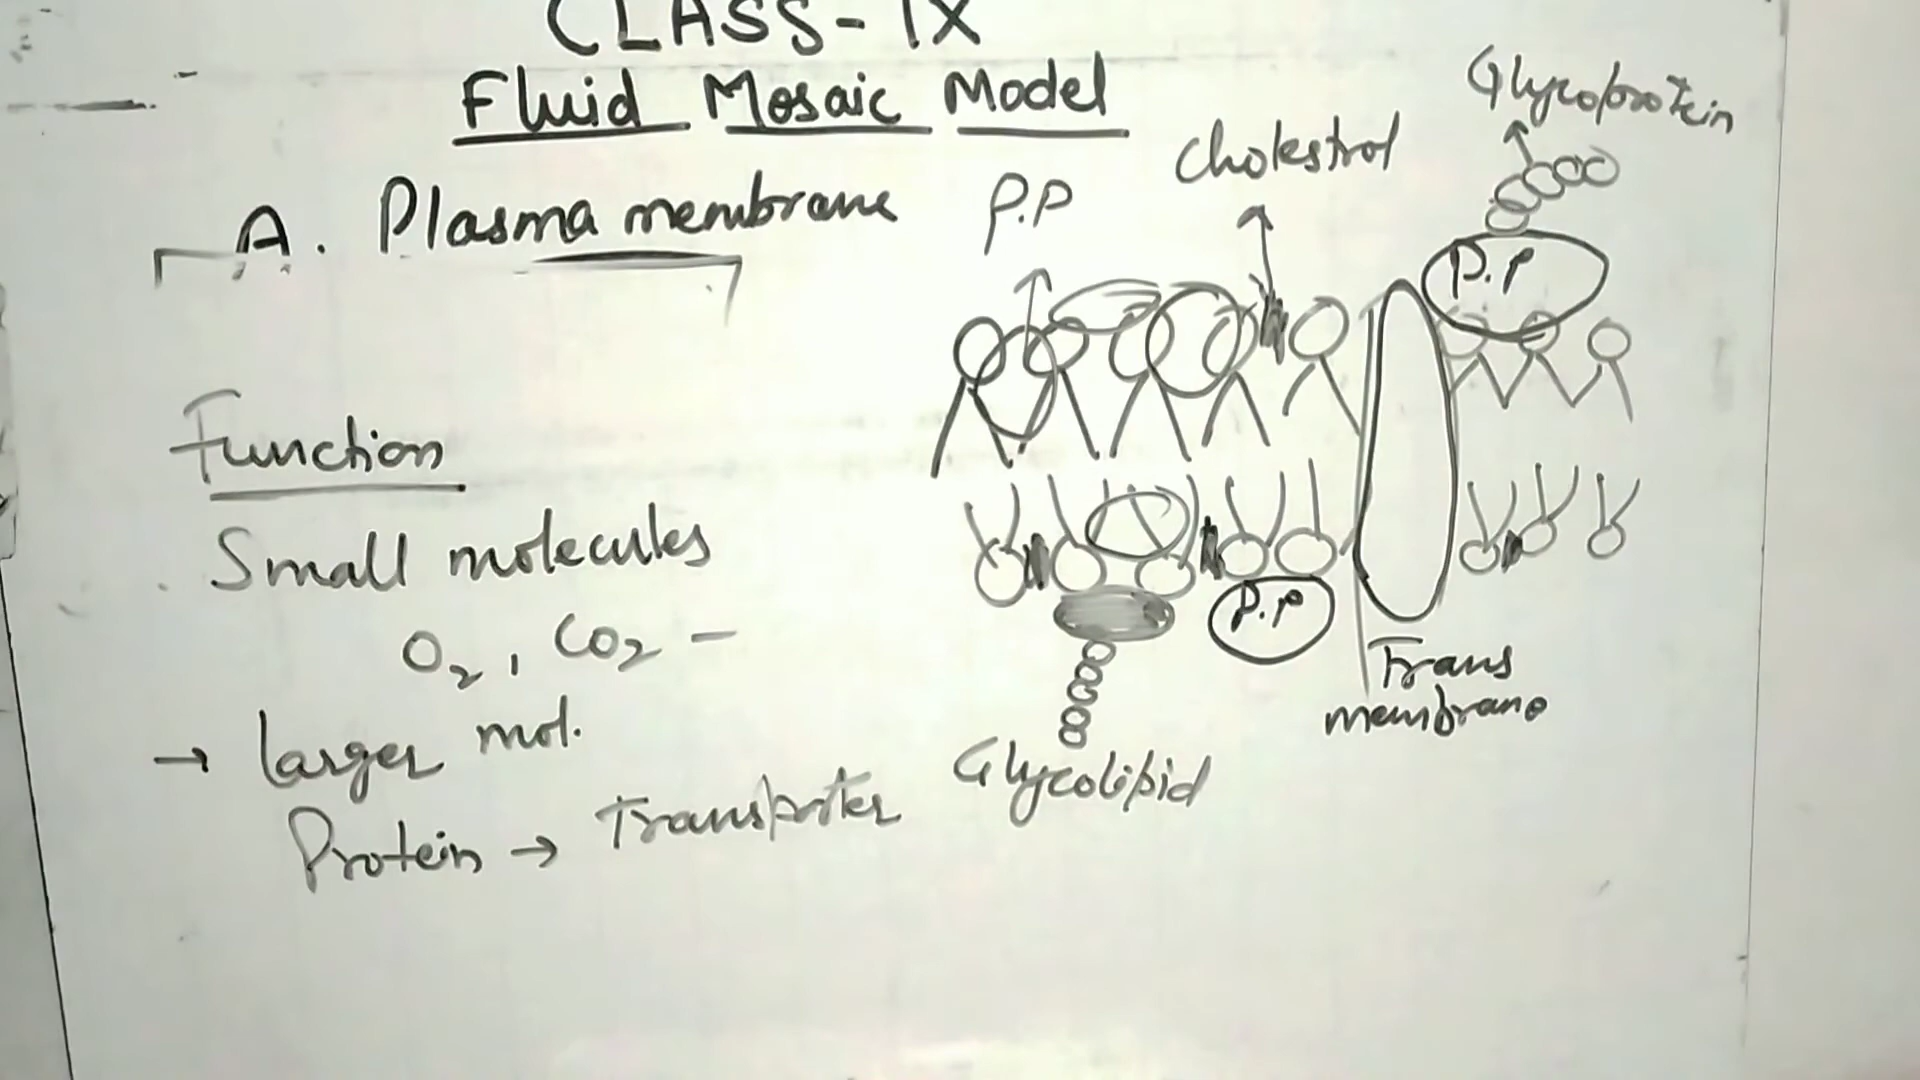 CLASS-IX
Fluid Mosaic Model
A. Plasma membrane
Function
Small molecules
O2, CO2 -
→ larger mol.
Protein → Transporter
P.P
Cholestrol
Glycoprotein
P.P
P.P
Trans
membrane
Glycolipid